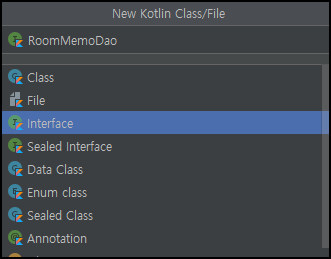 New Kotlin Class/File
RoomMemoDao
Class
File
Interface
Sealed Interface
Data Class
Enum class
Sealed Class
Annotation